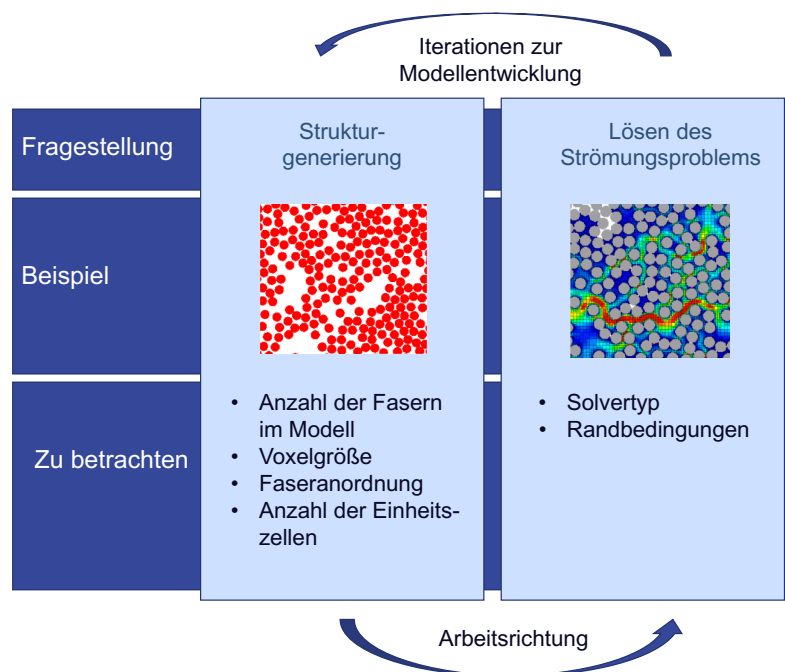 Iterationen zur
Modellentwicklung
Fragestellung
Struktur-
generierung
Lösen des
Strömungsproblems
Beispiel
Zu betrachten
• Anzahl der Fasern
im Modell
• Voxelgröße
• Faseranordnung
• Anzahl der Einheits-
zellen
• Solvertyp
• Randbedingungen
Arbeitsrichtung